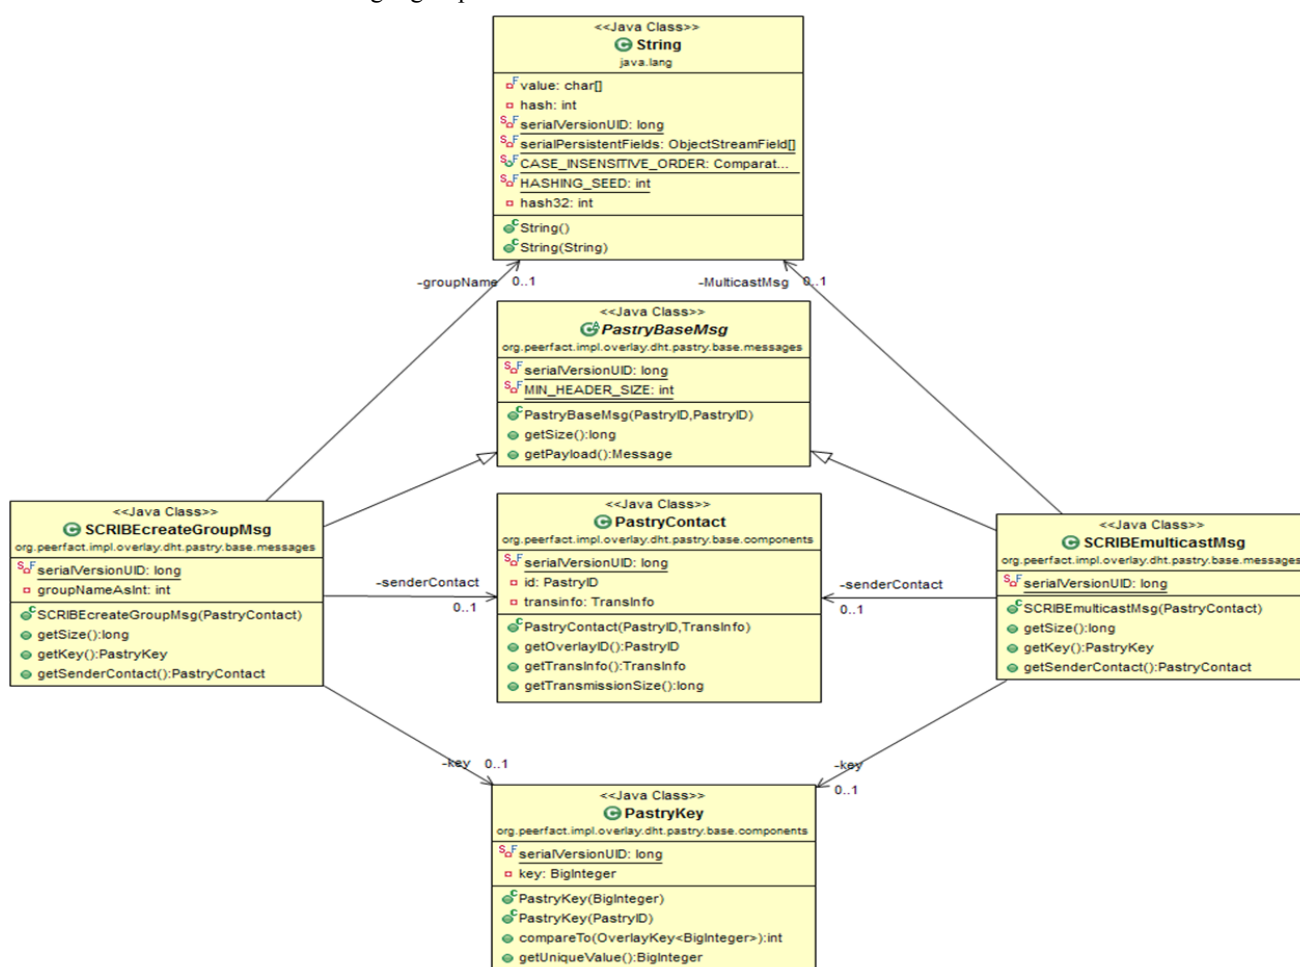 <<Java Class>>
String
java.lang
value: char[]
hash: int
serialVersionUID: long
serialPersistentFields: ObjectStreamField[]
CASE_INSENSITIVE_ORDER: Comparat...
HASHING_SEED: int
hash32: int
String()
String(String)
-groupName 0..1
-MulticastMsg 0..1
<<Java Class>>
PastryBaseMsg
org.peerfact.impl.overlay.dht.pastry.base.messages
serialVersionUID: long
MIN_HEADER_SIZE: int
PastryBaseMsg(PastryID,PastryID)
getSize():long
getPayload():Message
<<Java Class>>
SCRIBEcreateGroupMsg
org.peerfact.impl.overlay.dht.pastry.base.messages
serialVersionUID: long
groupNameAsInt: int
SCRIBEcreateGroupMsg(PastryContact)
getSize():long
getKey():PastryKey
getSenderContact():PastryContact
-senderContact
0..1
<<Java Class>>
PastryContact
org.peerfact.impl.overlay.dht.pastry.base.components
serialVersionUID: long
id: PastryID
transinfo: TransInfo
PastryContact(PastryID,TransInfo)
getOverlayID():PastryID
getTransInfo():TransInfo
getTransmissionSize():long
-senderContact
0..1
<<Java Class>>
SCRIBEmulticastMsg
org.peerfact.impl.overlay.dht.pastry.base.messages
serialVersionUID: long
SCRIBEmulticastMsg(PastryContact)
getSize():long
getKey():PastryKey
getSenderContact():PastryContact
-key 0..1
-key
0..1
<<Java Class>>
PastryKey
org.peerfact.impl.overlay.dht.pastry.base.components
serialVersionUID: long
key: BigInteger
PastryKey(BigInteger)
PastryKey(PastryID)
compareTo(OverlayKey<BigInteger>):int
getUniqueValue():BigInteger